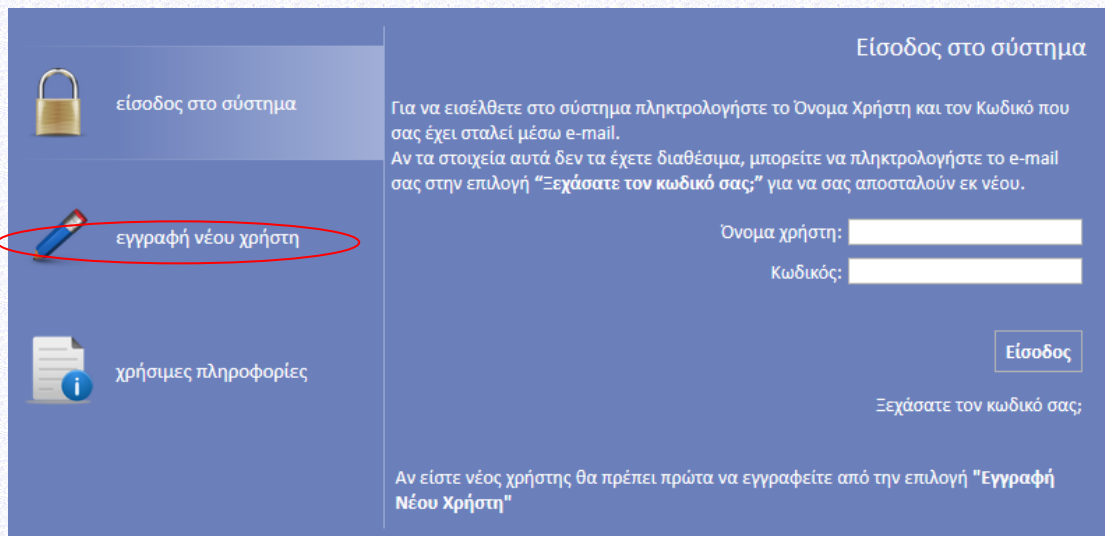 είσοδος στο σύστημα
εγγραφή νέου χρήστη
χρήσιμες πληροφορίες
Είσοδος στο σύστημα
Για να εισέλθετε στο σύστημα πληκτρολογήστε το Όνομα Χρήστη και τον Κωδικό που
σας έχει σταλεί μέσω e-mail.
Αν τα στοιχεία αυτά δεν τα έχετε διαθέσιμα, μπορείτε να πληκτρολογήστε το e-mail
σας στην επιλογή “Ξεχάσατε τον κωδικό σας;” για να σας αποσταλούν εκ νέου.
Όνομα χρήστη:
Κωδικός:
Είσοδος
Ξεχάσατε τον κωδικό σας;
Αν είστε νέος χρήστης θα πρέπει πρώτα να εγγραφείτε από την επιλογή "Εγγραφή
Νέου Χρήστη"